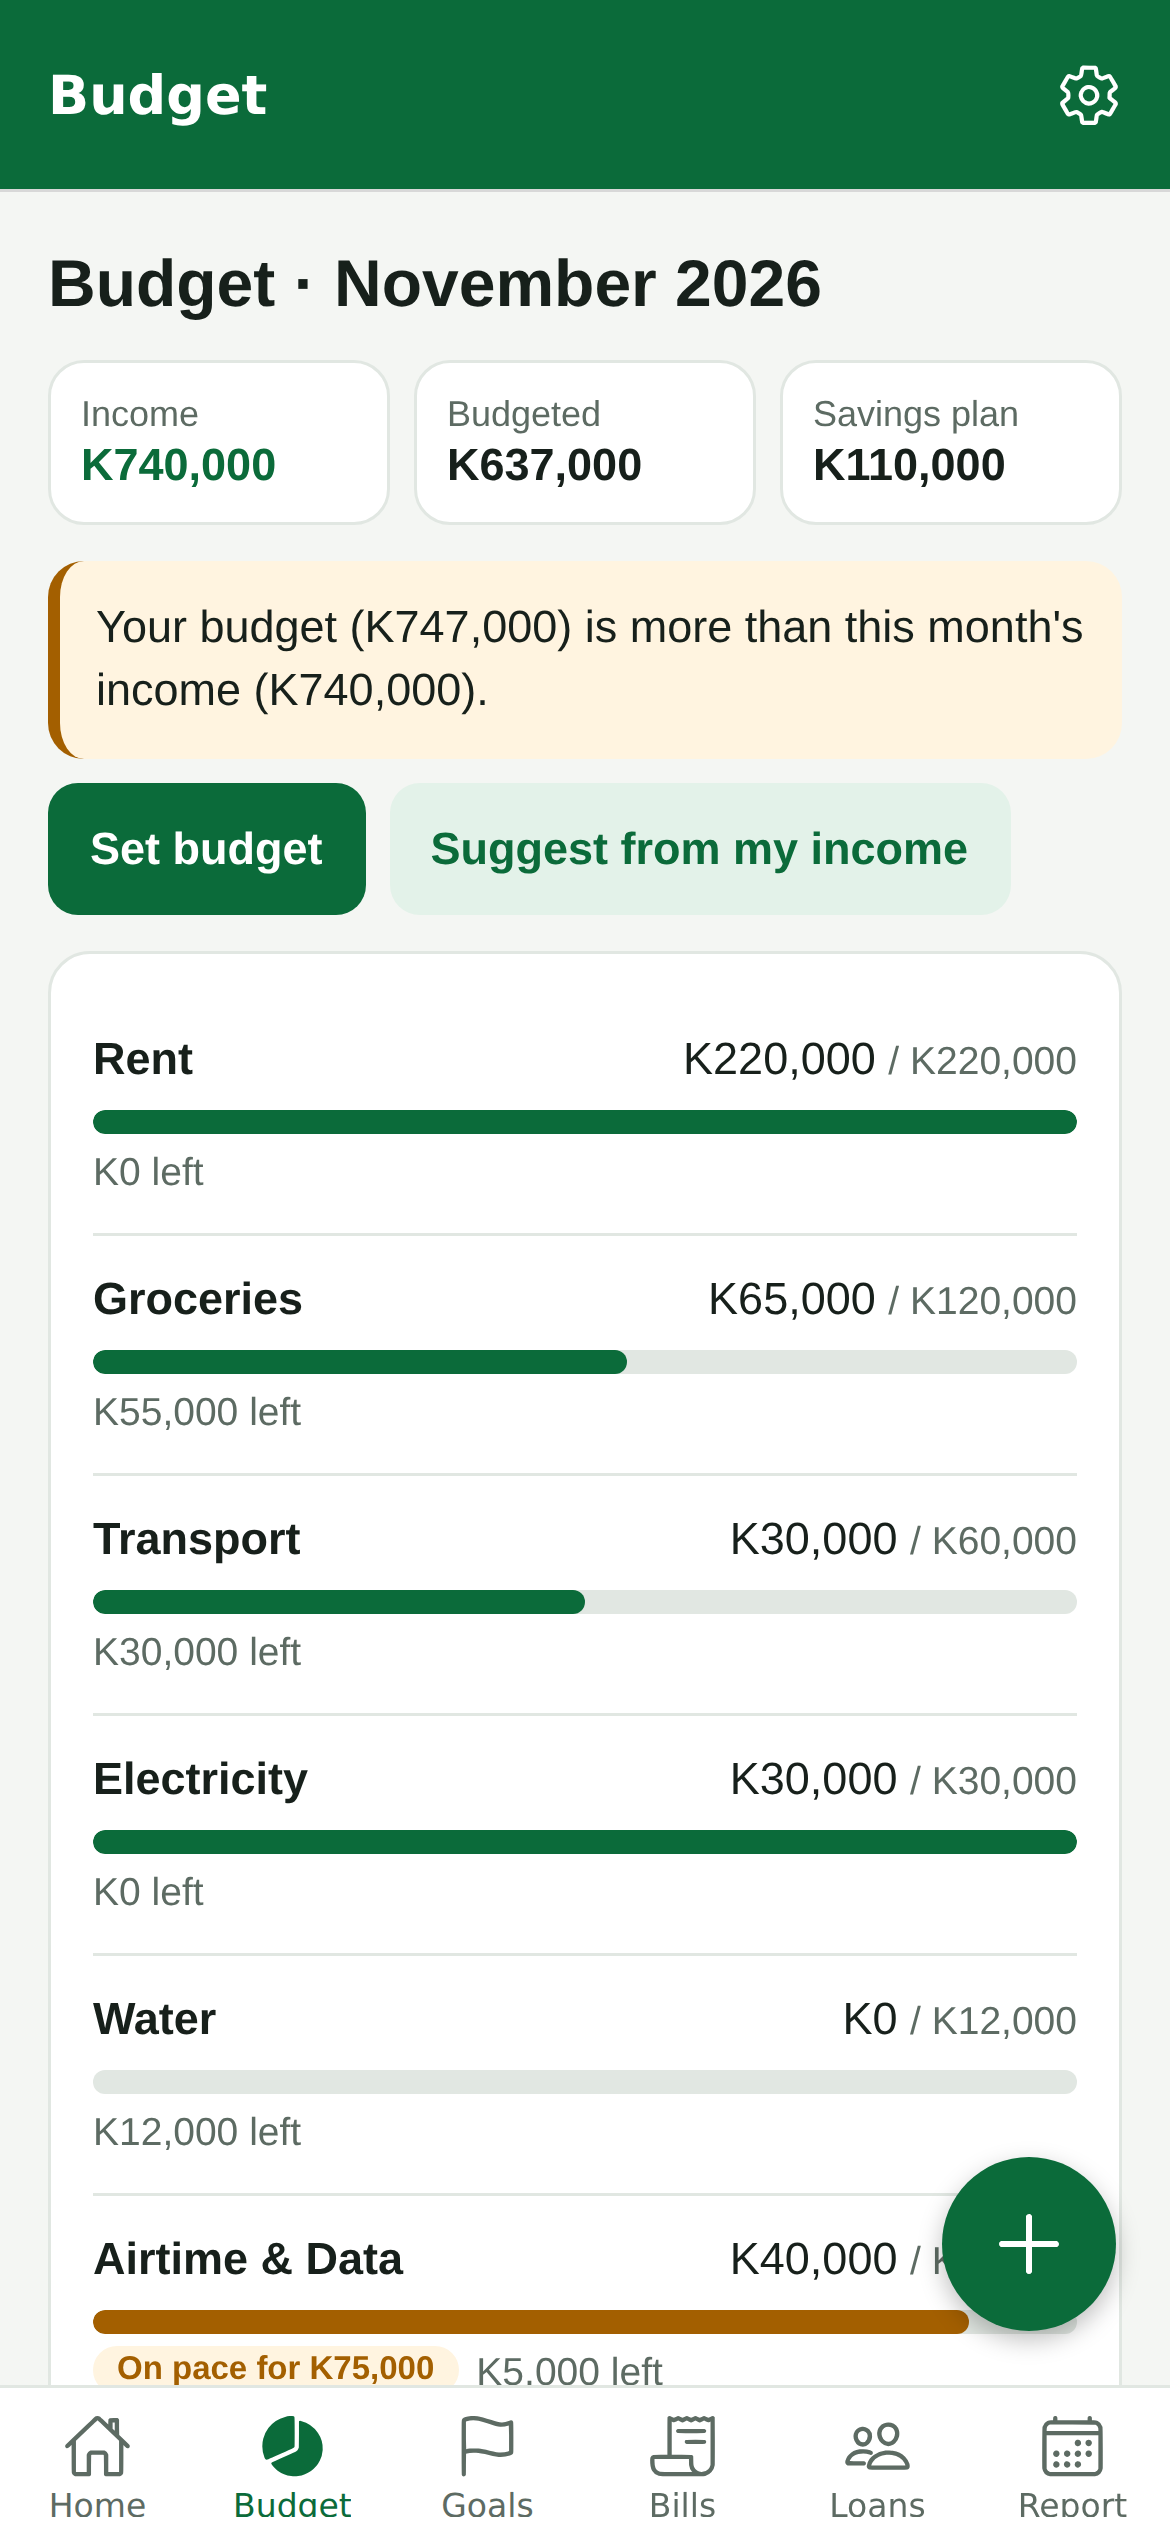 Budget
Budget · November 2026
Income
K740,000
Budgeted
K637,000
Savings plan
K110,000
Your budget (K747,000) is more than this month's
income (K740,000).
Set budget
Suggest from my income
Rent K220,000 / K220,000
K0 left
Groceries K65,000 / K120,000
K55,000 left
Transport K30,000 / K60,000
K30,000 left
Electricity K30,000 / K30,000
K0 left
Water K0 / K12,000
K12,000 left
Airtime & Data K40,000 /
On pace for K75,000 K5,000 left
Home Budget Goals Bills Loans Report